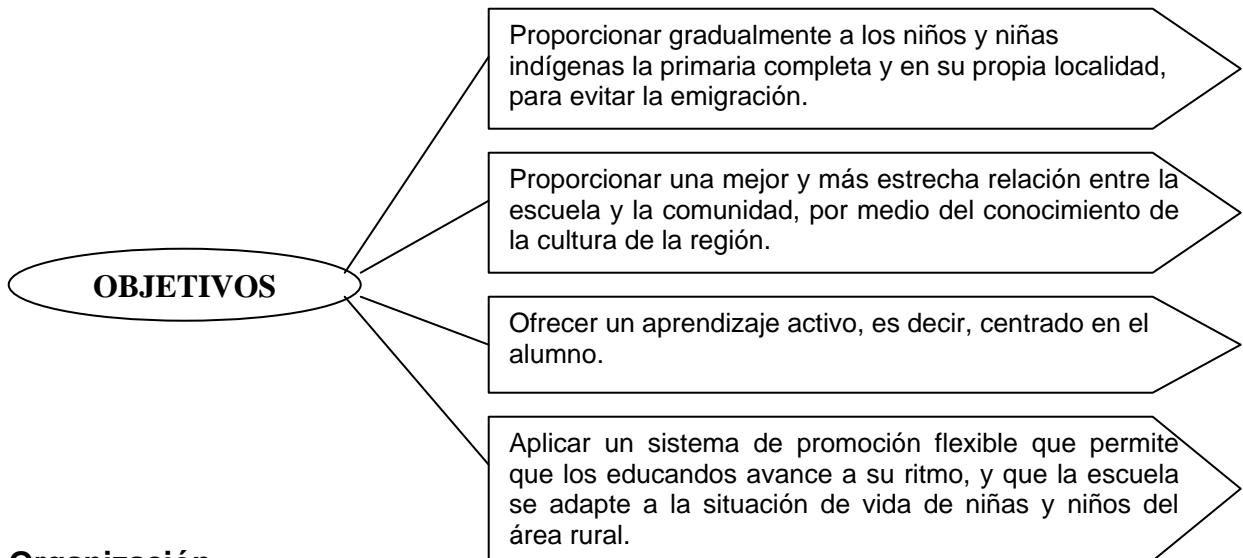 Proporcionar gradualmente a los niños y niñas
indígenas la primaria completa y en su propia localidad,
para evitar la emigración.
Proporcionar una mejor y más estrecha relación entre la
escuela y la comunidad, por medio del conocimiento de
la cultura de la región.
OBJETIVOS
Ofrecer un aprendizaje activo, es decir, centrado en el
alumno.
Aplicar un sistema de promoción flexible que permite
que los educandos avance a su ritmo, y que la escuela
se adapte a la situación de vida de niñas y niños del
área rural.
Organización